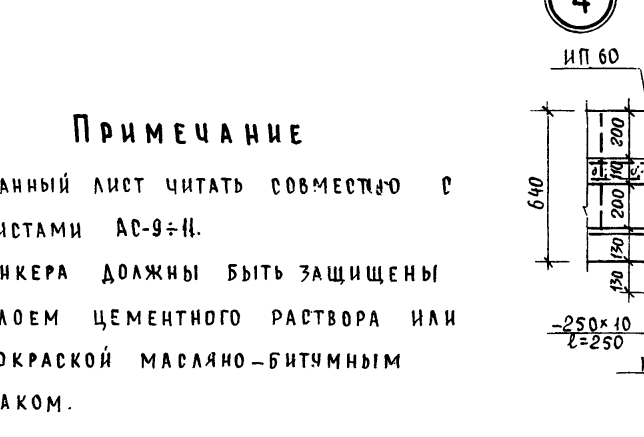 4
ИП 60
Примечание
анный лист читать совместно с
истами АС-9÷11.
нкера должны быть защищены
лоем цементного раствора или
окраской масляно-битумным
аком.
640
200
110
200
130
130
-250×10
ℓ=250